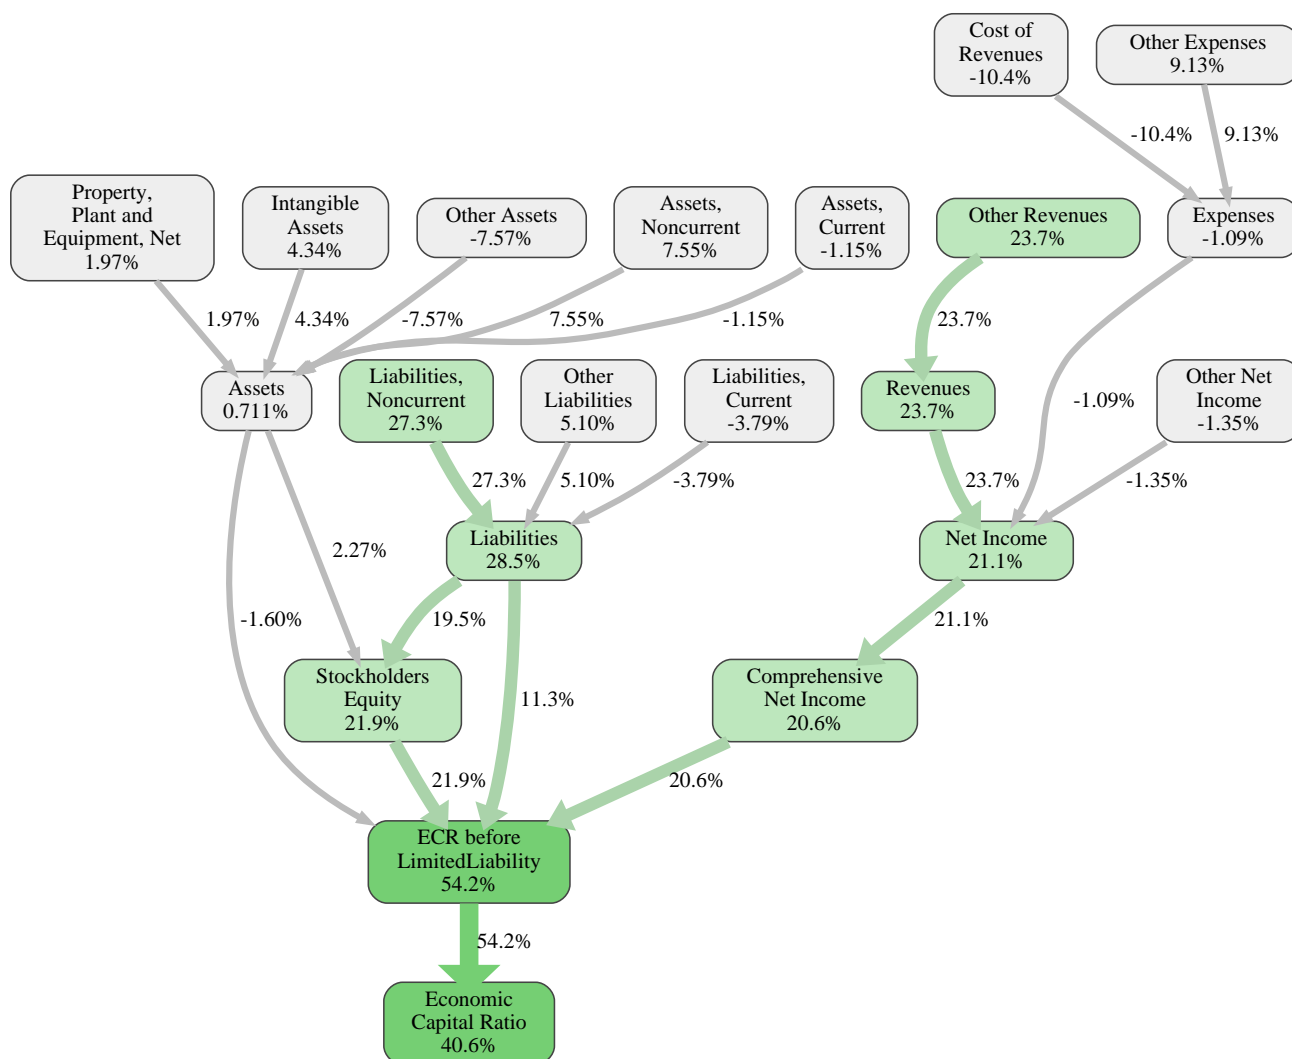 Cost of
Revenues
-10.4%
Other Expenses
9.13%
-10.4%
9.13%
Property,
Plant and
Equipment, Net
1.97%
Intangible
Assets
4.34%
Other Assets
-7.57%
Assets,
Noncurrent
7.55%
Assets,
Current
-1.15%
Other Revenues
23.7%
Expenses
-1.09%
1.97%
4.34%
-7.57%
7.55%
-1.15%
23.7%
Assets
0.711%
Liabilities,
Noncurrent
27.3%
Other
Liabilities
5.10%
Liabilities,
Current
-3.79%
Revenues
23.7%
-1.09%
Other Net
Income
-1.35%
27.3%
5.10%
-3.79%
23.7%
-1.35%
2.27%
Liabilities
28.5%
Net Income
21.1%
-1.60%
19.5%
21.1%
Stockholders
Equity
21.9%
11.3%
Comprehensive
Net Income
20.6%
21.9%
20.6%
ECR before
LimitedLiability
54.2%
54.2%
Economic
Capital Ratio
40.6%